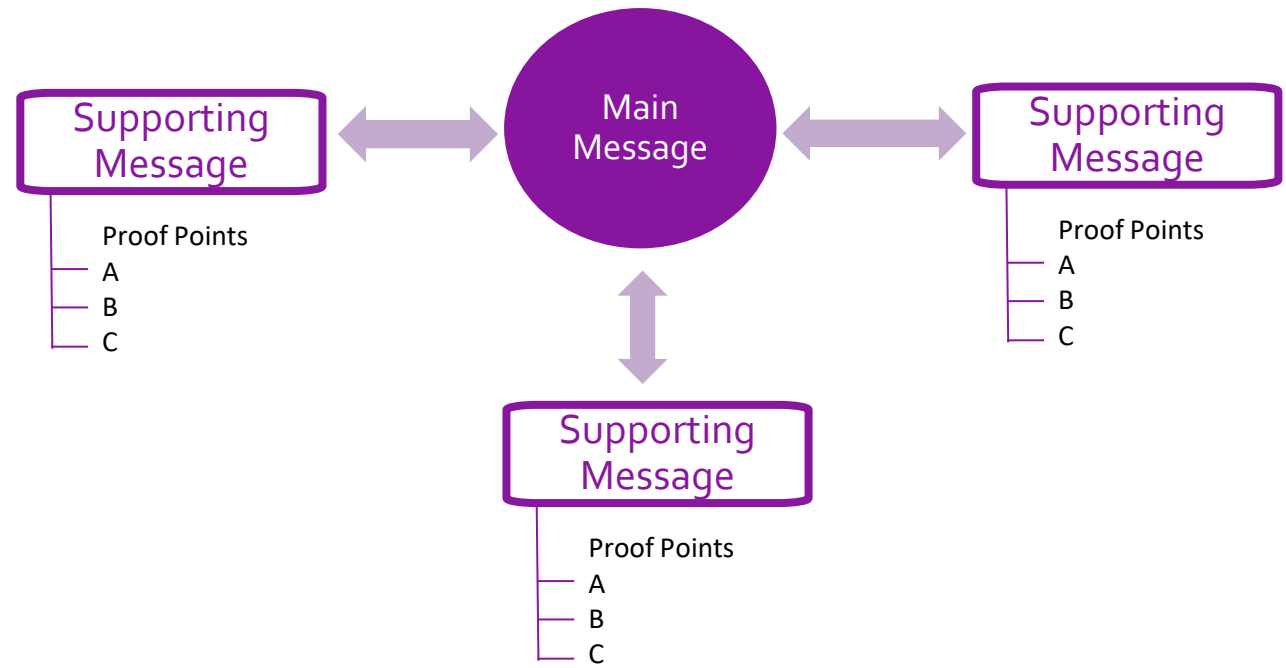 Main
Message
Supporting
Message
Proof Points
A
B
C
Supporting
Message
Proof Points
A
B
C
Supporting
Message
Proof Points
A
B
C